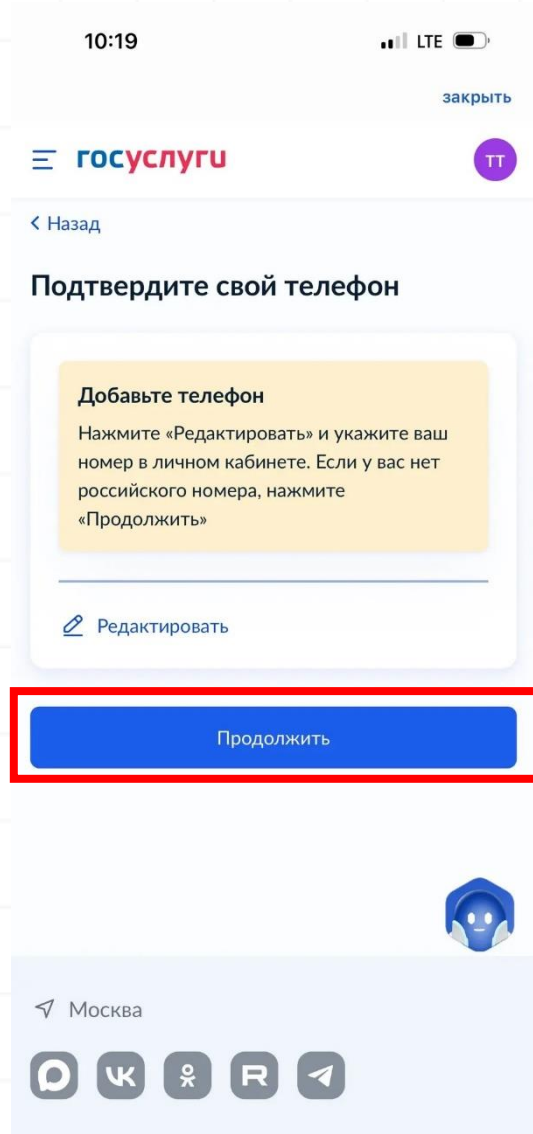 10:19 LTE
закрыть
госуслуги ТТ
Назад
Подтвердите свой телефон
Добавьте телефон
Нажмите «Редактировать» и укажите ваш
номер в личном кабинете. Если у вас нет
российского номера, нажмите
«Продолжить»
Редактировать
Продолжить
Москва